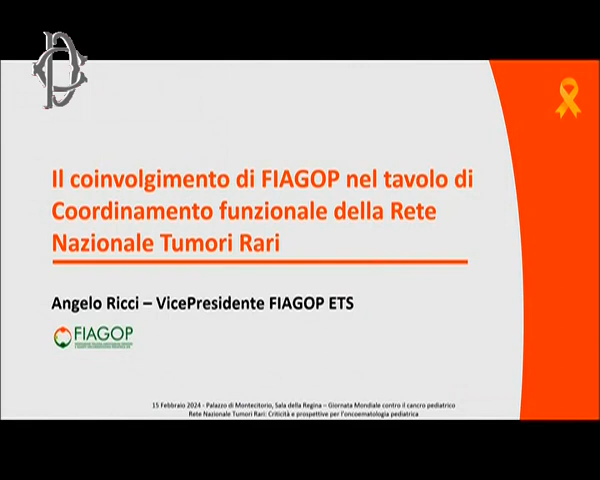 Il coinvolgimento di FIAGOP nel tavolo di
Coordinamento funzionale della Rete
Nazionale Tumori Rari
Angelo Ricci – VicePresidente FIAGOP ETS
FIAGOP
15 Febbraio 2024 - Palazzo di Montecitorio, Sala della Regina – Giornata Mondiale contro il cancro pediatrico
Rete Nazionale Tumori Rari: Criticità e prospettive per l'oncoematologia pediatrica